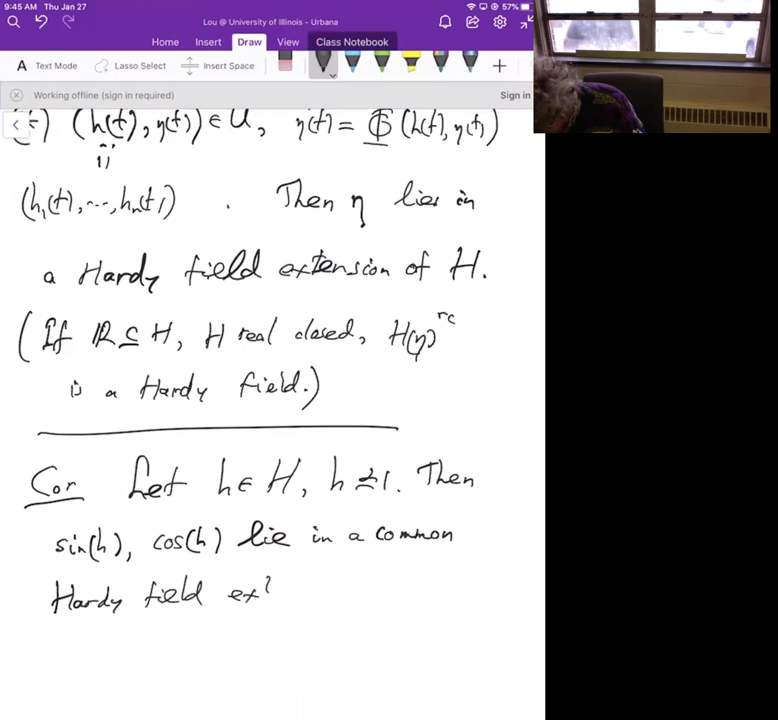 9:45 AM Thu Jan 27
57%
Lou @ University of Illinois - Urbana
Home Insert Draw View Class Notebook
A Text Mode Lasso Select Insert Space
Working offline (sign in required) Sign in
(h(t), η(t)) ∈ U, η'(t) = Φ (h(t), η(t))
(h₁(t), ..., hₙ(t)) . Then η lies in
a Hardy field extension of H.
(If ℝ ⊆ H, H real closed, H(η)^rc
is a Hardy field.)
Cor Let h ∈ H, h ≼ 1. Then
sin(h), cos(h) lie in a common
Hardy field ext